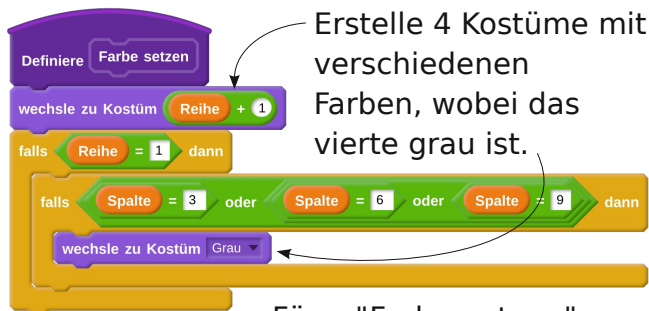 Erstelle 4 Kostüme mit
verschiedenen
Farben, wobei das
vierte grau ist.
Definiere Farbe setzen
wechsle zu Kostüm Reihe + 1
falls Reihe = 1 dann
falls Spalte = 3 oder Spalte = 6 oder Spalte = 9 dann
wechsle zu Kostüm Grau